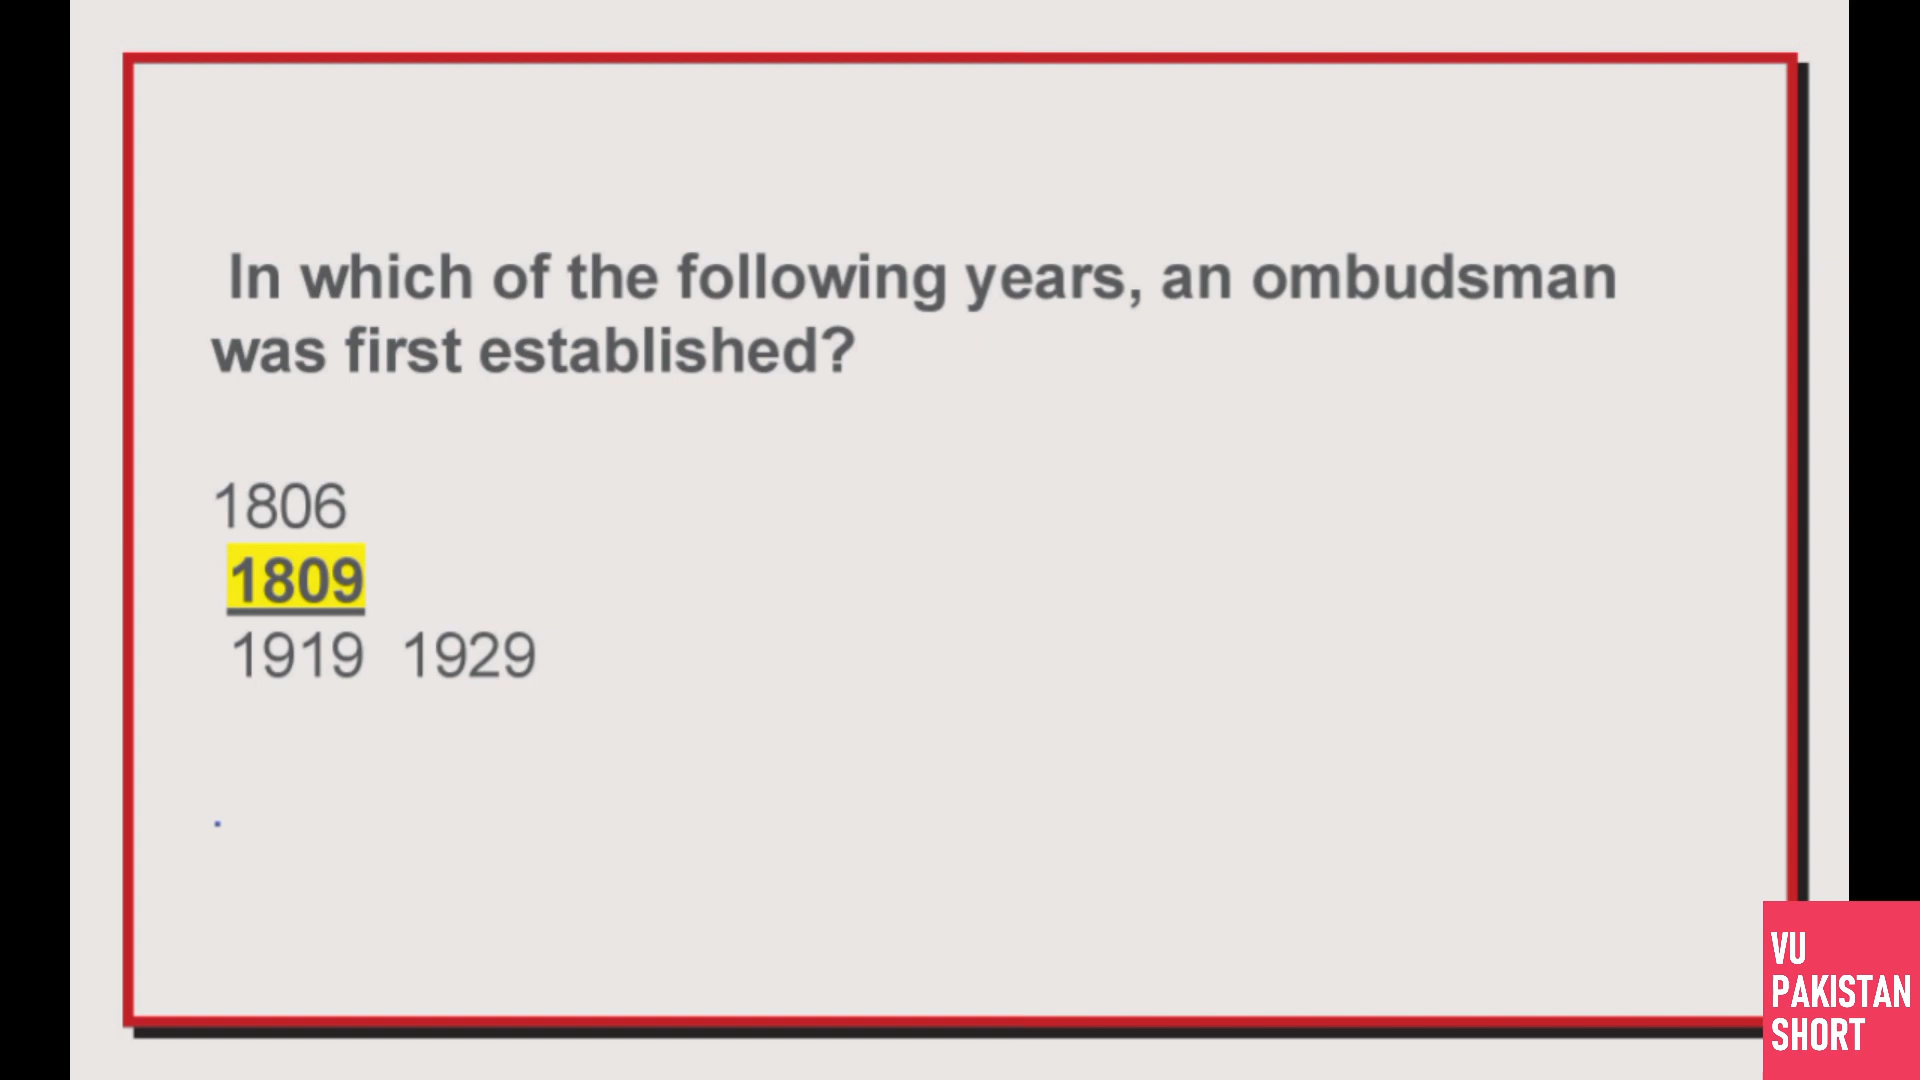 In which of the following years, an ombudsman
was first established?
1806
1809
1919 1929
.
VU
PAKISTAN
SHORT